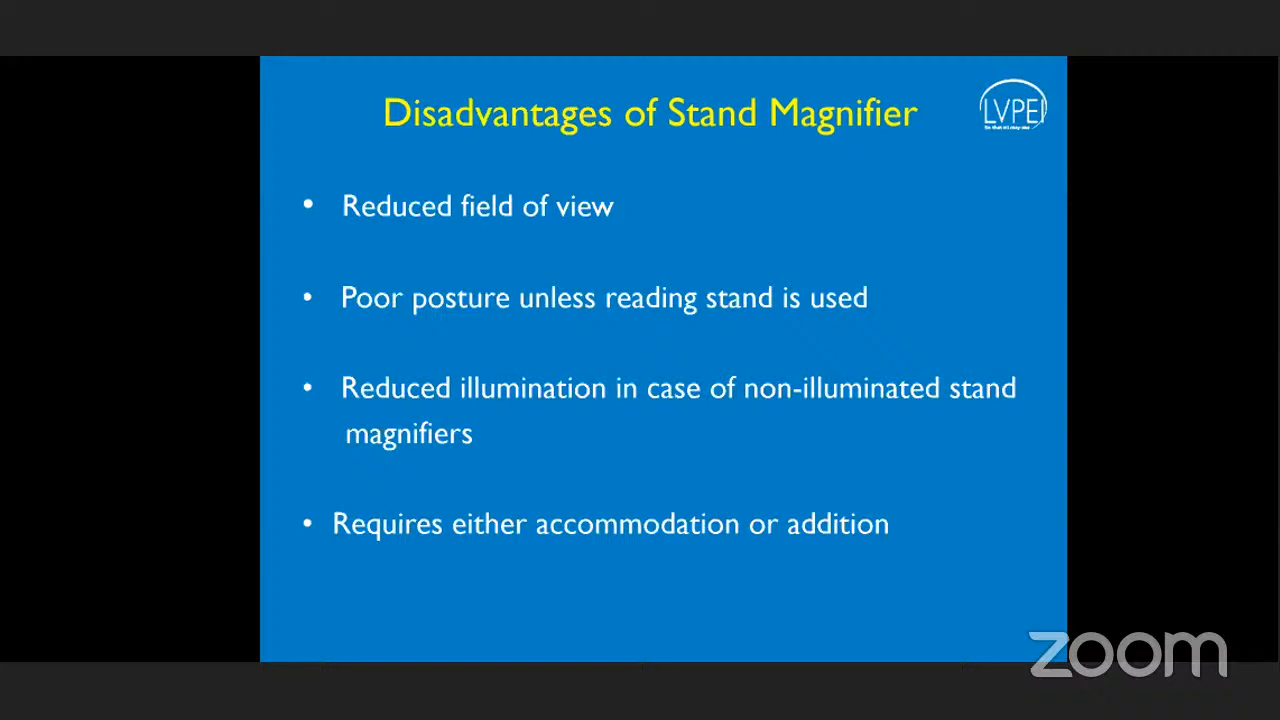 Disadvantages of Stand Magnifier
LVPEI
• Reduced field of view
• Poor posture unless reading stand is used
• Reduced illumination in case of non-illuminated stand
magnifiers
• Requires either accommodation or addition
zoom